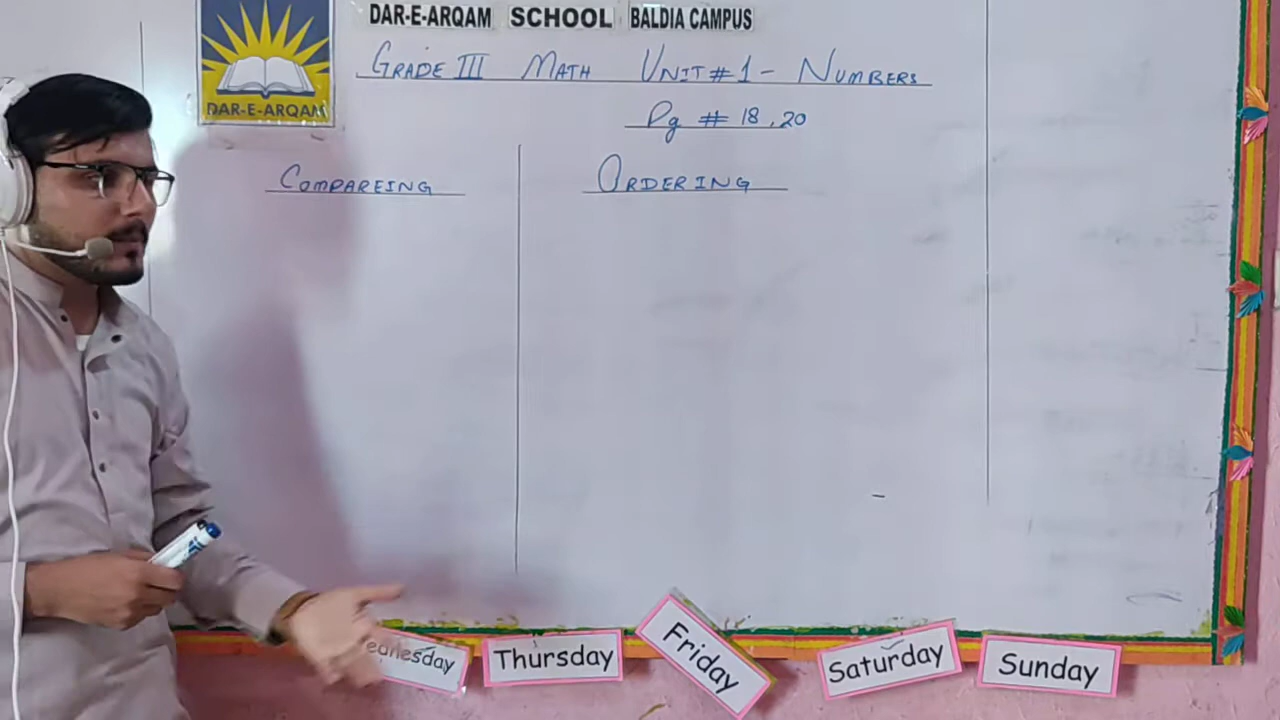 DAR-E-ARQAM SCHOOL BALDIA CAMPUS
DAR-E-ARQAM
GRADE III MATH UNIT # 1 - NUMBERS
Pg # 18, 20
COMPAREING
ORDERING
Wednesday
Thursday
Friday
Saturday
Sunday